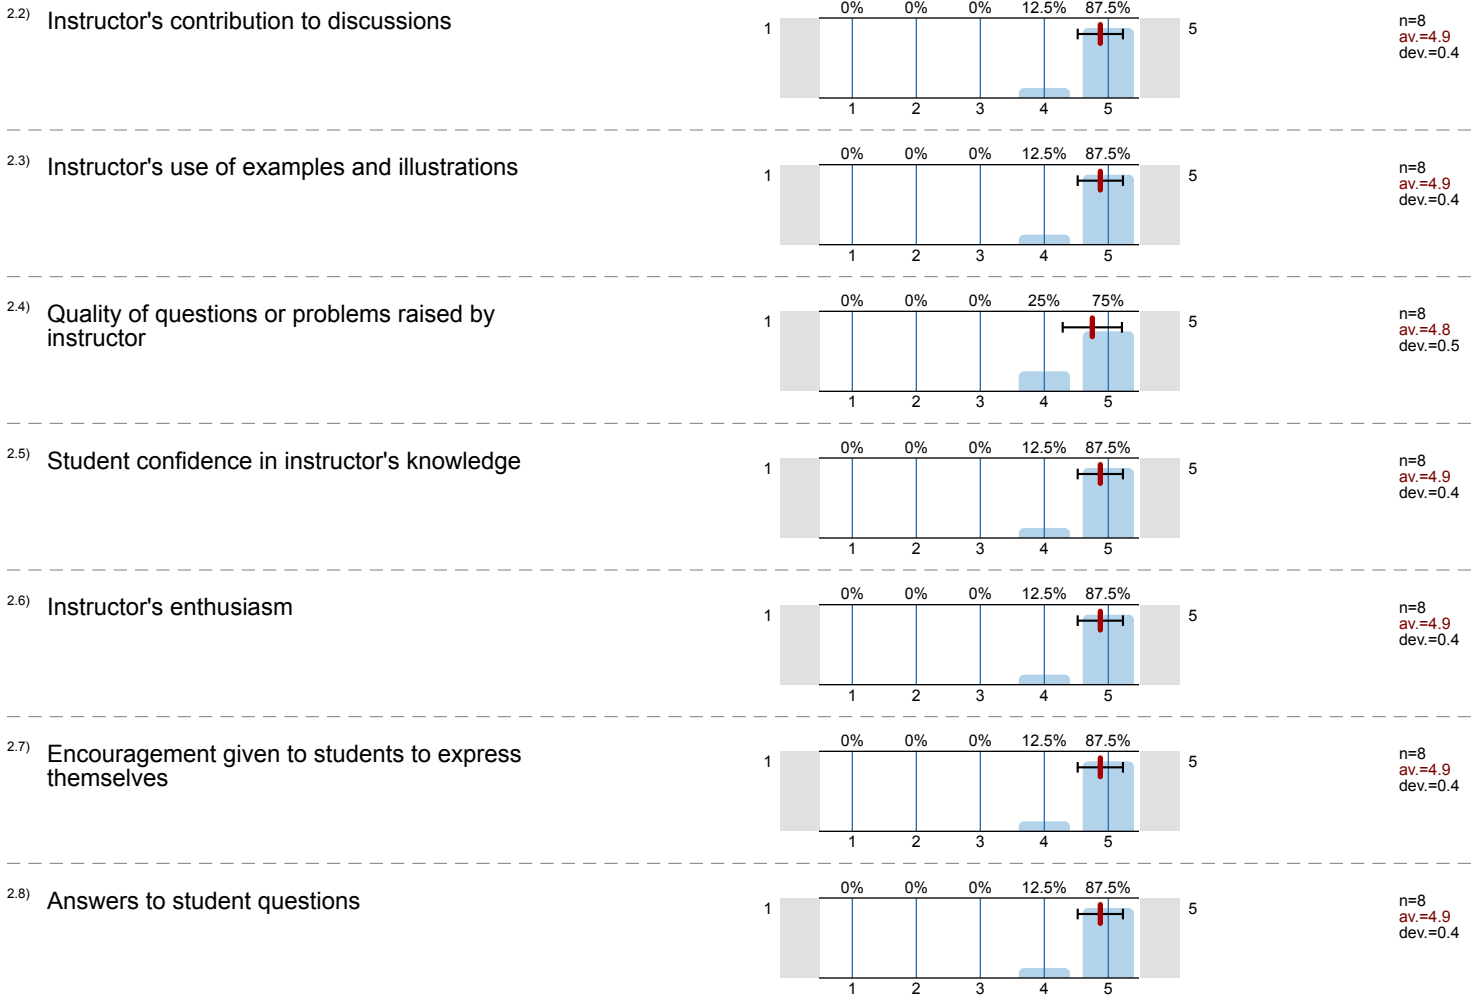 2.2) Instructor's contribution to discussions
0% 0% 0% 12.5% 87.5%
1 5
1 2 3 4 5
n=8
av.=4.9
dev.=0.4
2.3) Instructor's use of examples and illustrations
0% 0% 0% 12.5% 87.5%
1 5
1 2 3 4 5
n=8
av.=4.9
dev.=0.4
2.4) Quality of questions or problems raised by
instructor
0% 0% 0% 25% 75%
1 5
1 2 3 4 5
n=8
av.=4.8
dev.=0.5
2.5) Student confidence in instructor's knowledge
0% 0% 0% 12.5% 87.5%
1 5
1 2 3 4 5
n=8
av.=4.9
dev.=0.4
2.6) Instructor's enthusiasm
0% 0% 0% 12.5% 87.5%
1 5
1 2 3 4 5
n=8
av.=4.9
dev.=0.4
2.7) Encouragement given to students to express
themselves
0% 0% 0% 12.5% 87.5%
1 5
1 2 3 4 5
n=8
av.=4.9
dev.=0.4
2.8) Answers to student questions
0% 0% 0% 12.5% 87.5%
1 5
1 2 3 4 5
n=8
av.=4.9
dev.=0.4